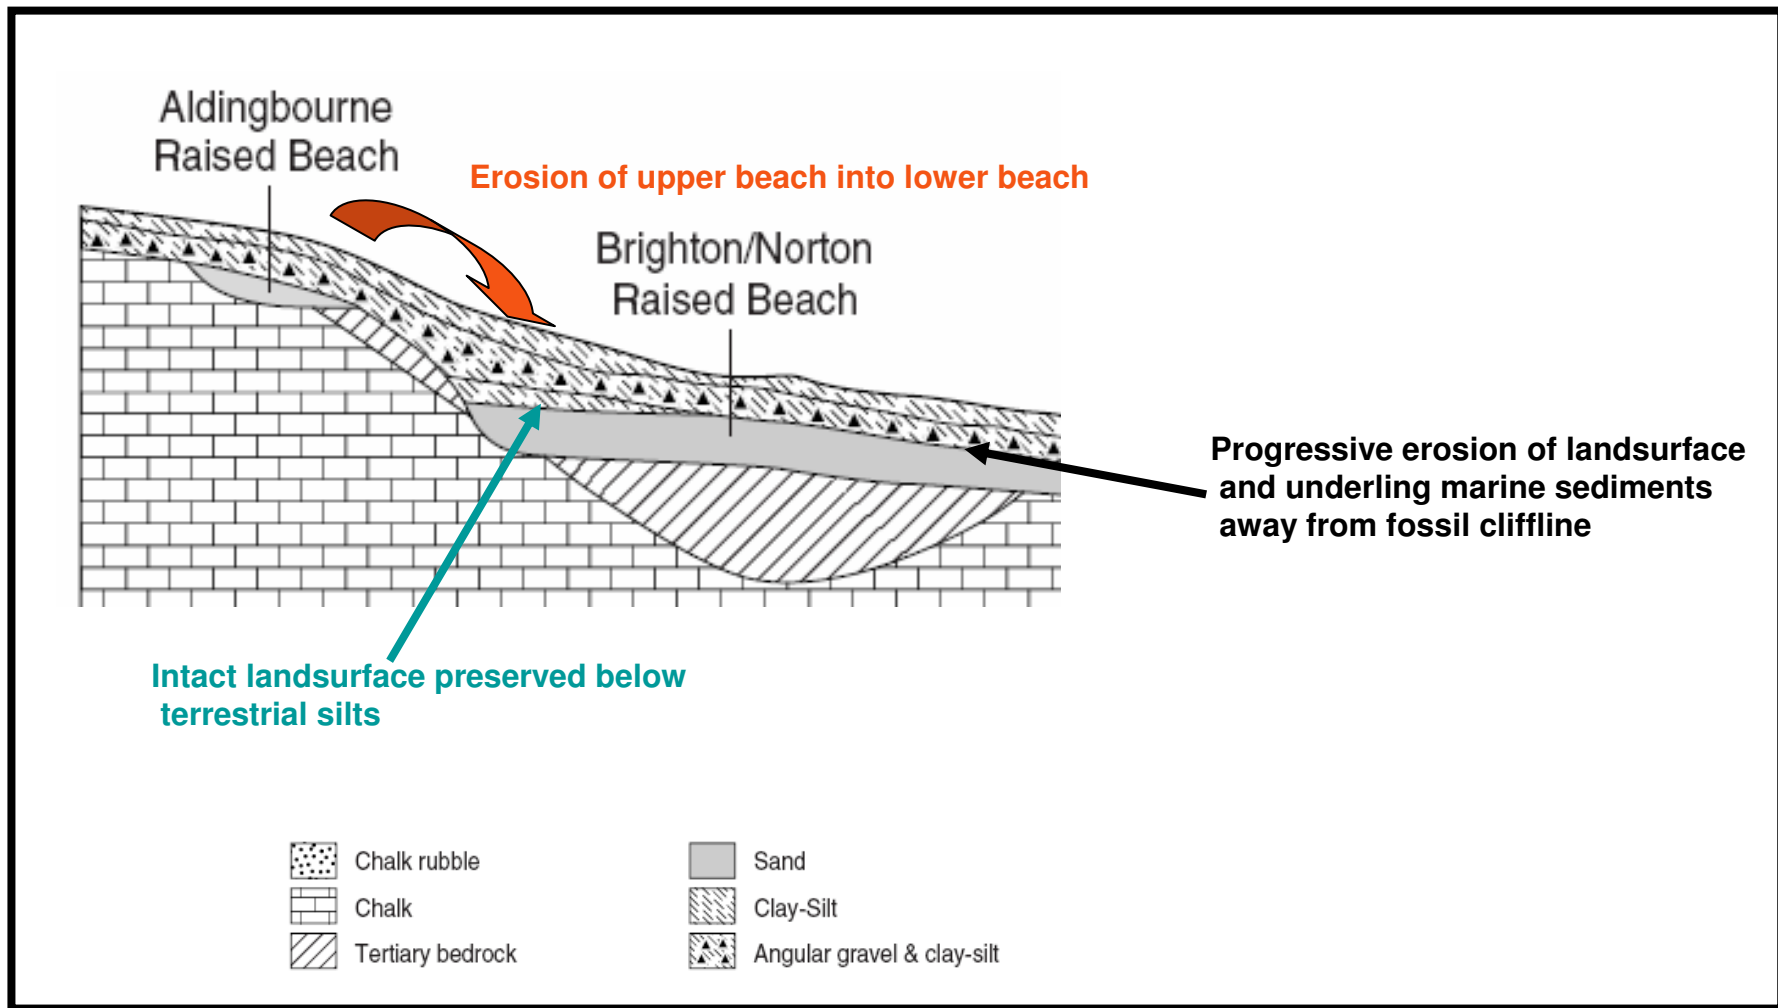 Aldingbourne
Raised Beach
Erosion of upper beach into lower beach
Brighton/Norton
Raised Beach
Progressive erosion of landsurface
and underling marine sediments
away from fossil cliffline
Intact landsurface preserved below
terrestrial silts
Chalk rubble
Chalk
Tertiary bedrock
Sand
Clay-Silt
Angular gravel & clay-silt